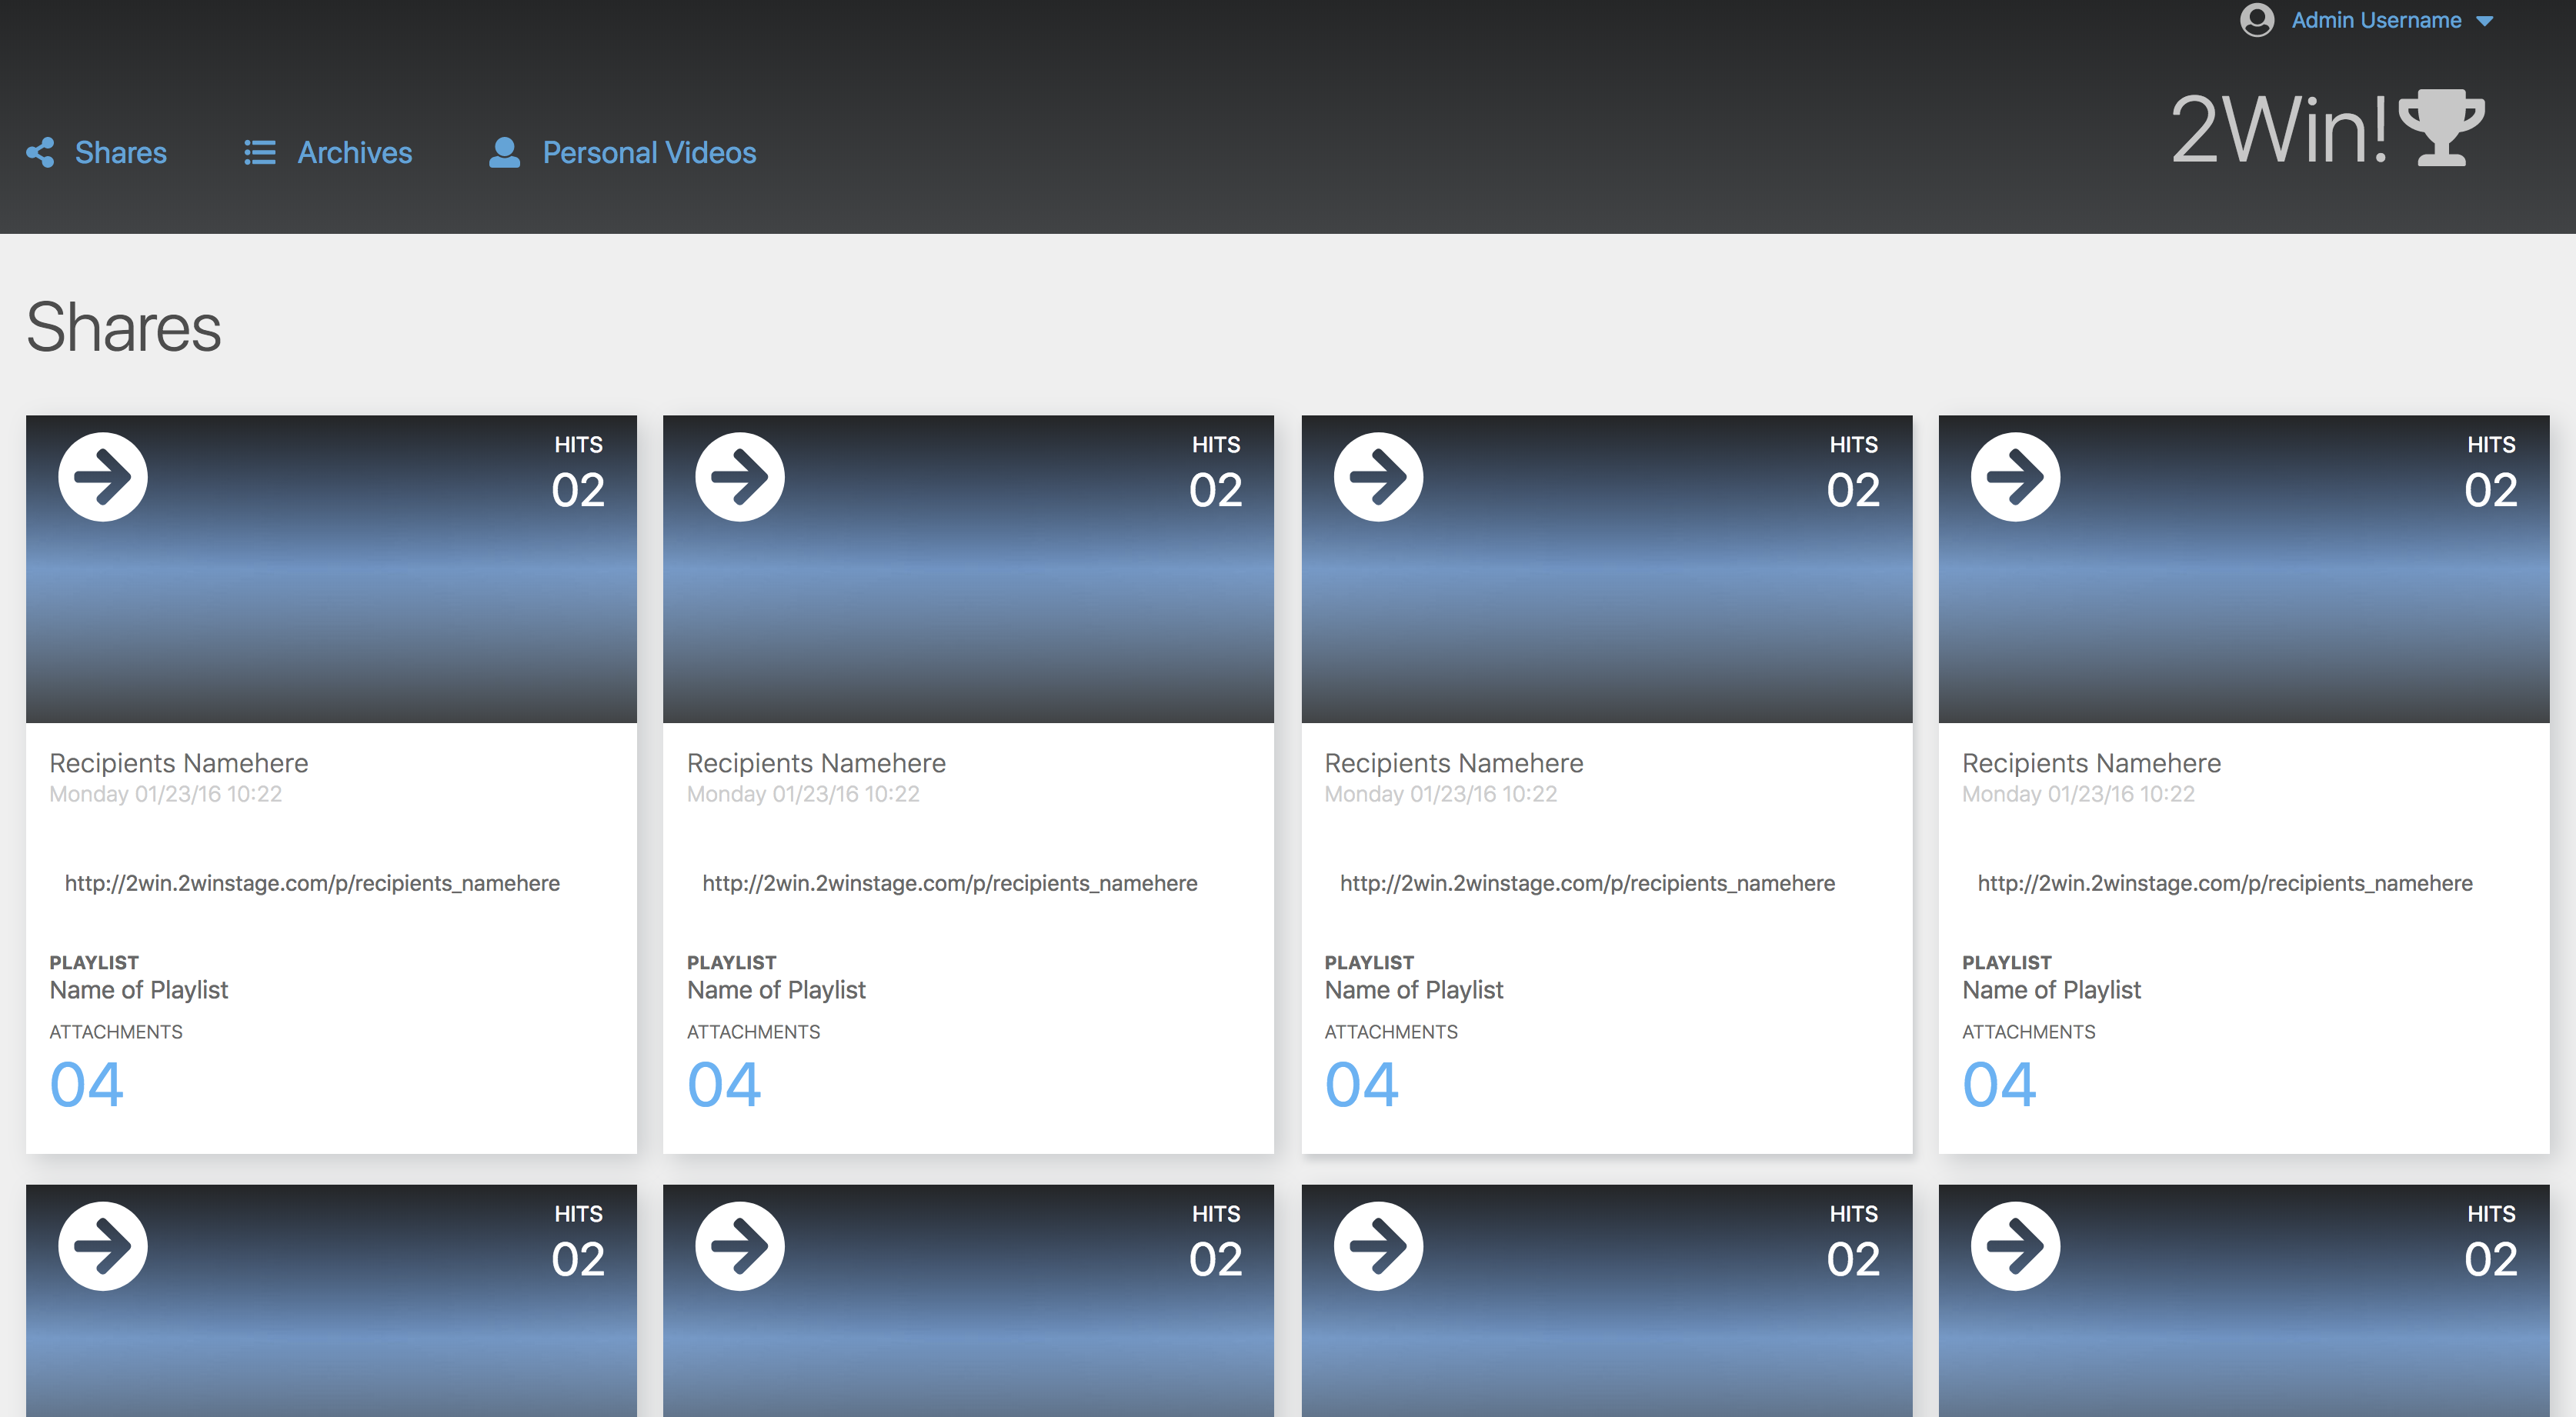 Admin Username
2Win!
Shares
Archives
Personal Videos
Shares
HITS
02
Recipients Namehere
Monday 01/23/16 10:22
http://2win.2winstage.com/p/recipients_namehere
PLAYLIST
Name of Playlist
ATTACHMENTS
04
HITS
02
Recipients Namehere
Monday 01/23/16 10:22
http://2win.2winstage.com/p/recipients_namehere
PLAYLIST
Name of Playlist
ATTACHMENTS
04
HITS
02
Recipients Namehere
Monday 01/23/16 10:22
http://2win.2winstage.com/p/recipients_namehere
PLAYLIST
Name of Playlist
ATTACHMENTS
04
HITS
02
Recipients Namehere
Monday 01/23/16 10:22
http://2win.2winstage.com/p/recipients_namehere
PLAYLIST
Name of Playlist
ATTACHMENTS
04
HITS
02
HITS
02
HITS
02
HITS
02